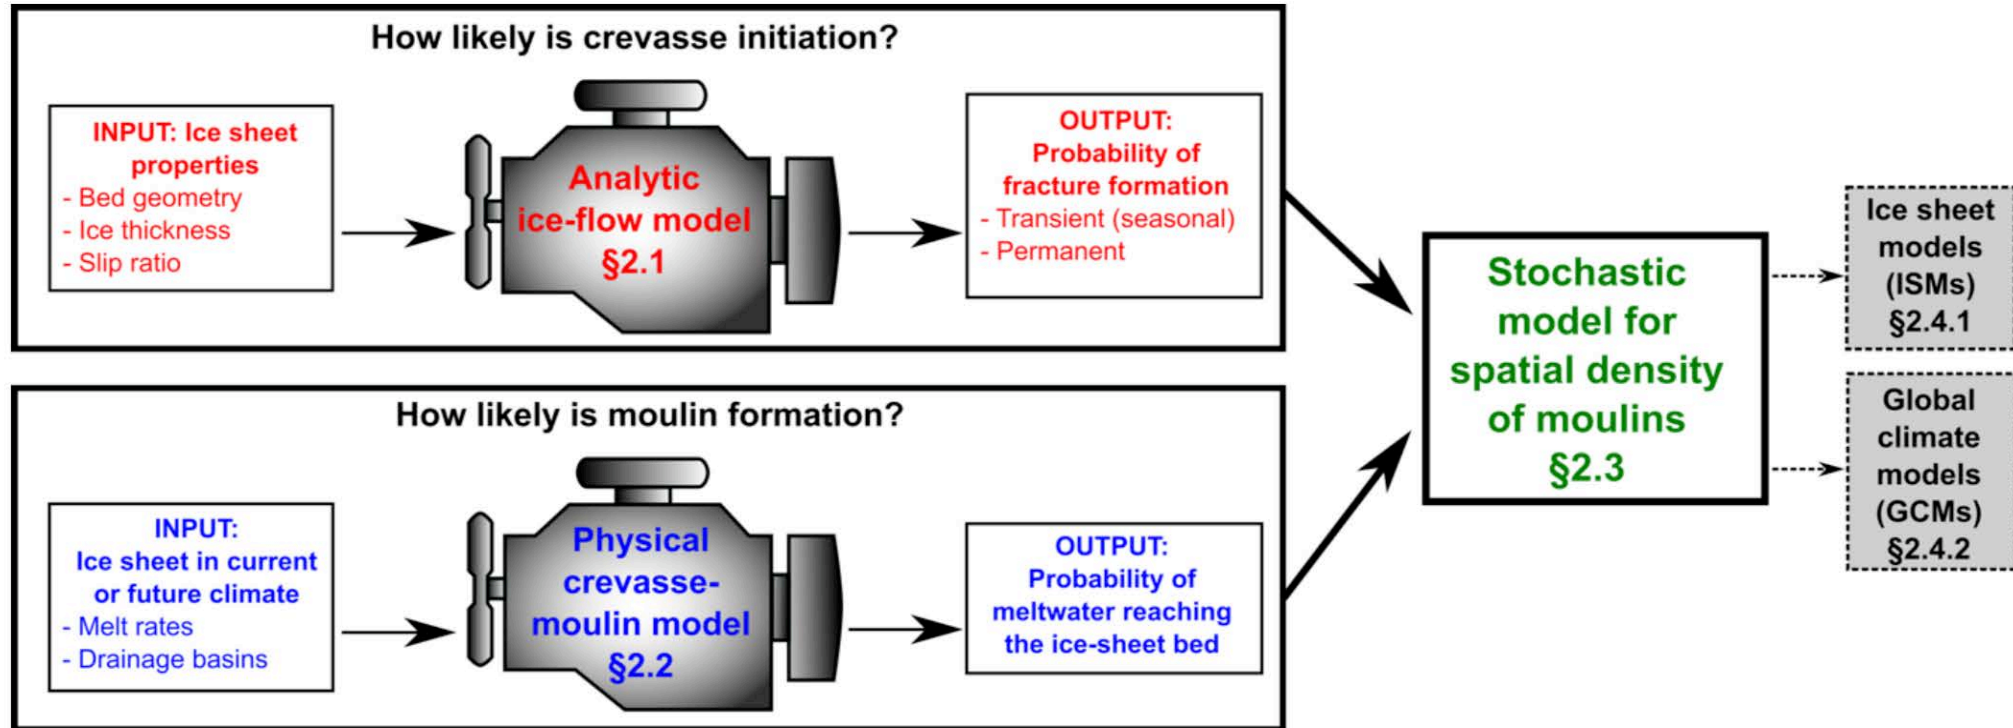 How likely is crevasse initiation?
INPUT: Ice sheet
properties
- Bed geometry
- Ice thickness
- Slip ratio
Analytic
ice-flow model
§2.1
OUTPUT:
Probability of
fracture formation
- Transient (seasonal)
- Permanent
How likely is moulin formation?
INPUT:
Ice sheet in current
or future climate
- Melt rates
- Drainage basins
Physical
crevasse-
moulin model
§2.2
OUTPUT:
Probability of
meltwater reaching
the ice-sheet bed
Stochastic
model for
spatial density
of moulins
§2.3
Ice sheet
models
(ISMs)
§2.4.1
Global
climate
models
(GCMs)
§2.4.2